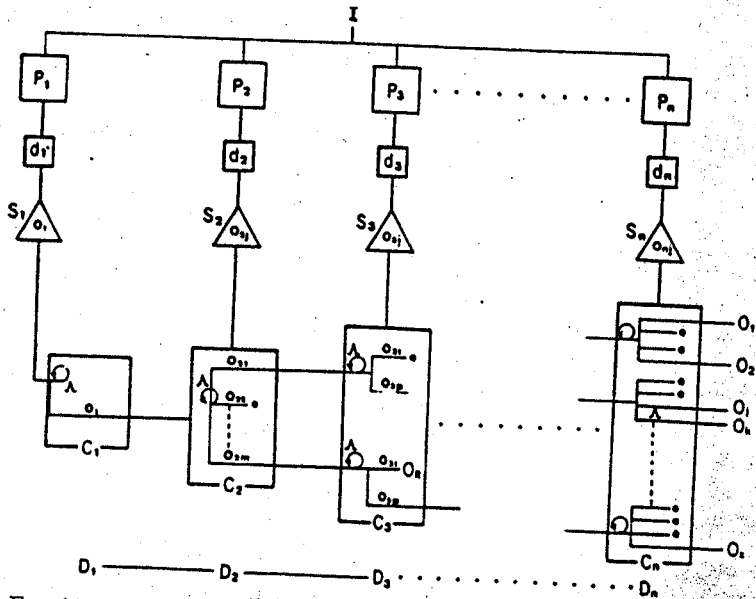 I
P₁ P₂ P₃ Pₙ
d₁ d₂ d₃ dₙ
S₁ S₂ S₃ Sₙ
O₁ O₂ⱼ O₃ⱼ Oₙⱼ
O₂₁ O₃₁ O₁
O₂₂ O₃ₚ O₂
O₁ Oⱼ
Oₖ
O₂ₘ O₃₁ Oᵣ
O₃ₚ
O₂
C₁ C₂ C₃ Cₙ
D₁ D₂ D₃ Dₙ